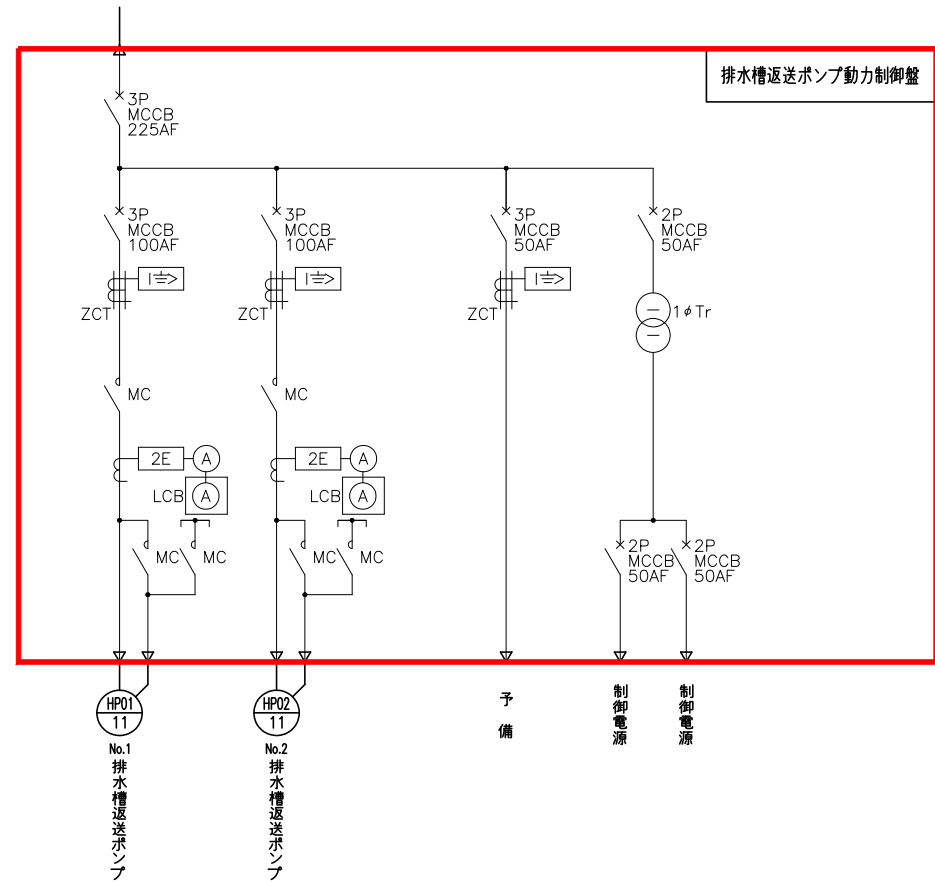 排水槽返送ポンプ動力制御盤
3P
MCCB
225AF
3P
MCCB
100AF
3P
MCCB
100AF
3P
MCCB
50AF
2P
MCCB
50AF
ZCT
ZCT
ZCT
1φTr
MC
MC
2E
A
2E
A
LCB
A
LCB
A
MC
MC
MC
MC
2P
MCCB
50AF
2P
MCCB
50AF
HP01
11
HP02
11
予備
制御電源
制御電源
No.1
排水槽返送ポンプ
No.2
排水槽返送ポンプ